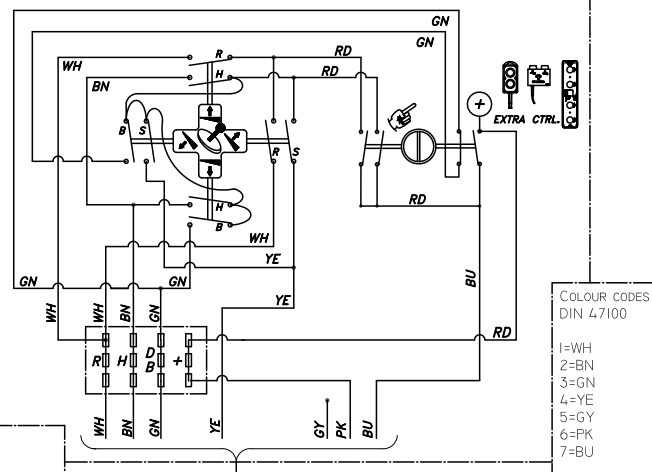 GN
GN
RD
RD
R
WH
H
BN
B S
R S
+
EXTRA CTRL.
H
B
RD
WH
YE
GN
GN
BU
YE
WH
WH
BN
GN
RD
R H D B +
WH
BN
GN
YE
GY
PK
BU
COLOUR CODES
DIN 47100
1=WH
2=BN
3=GN
4=YE
5=GY
6=PK
7=BU